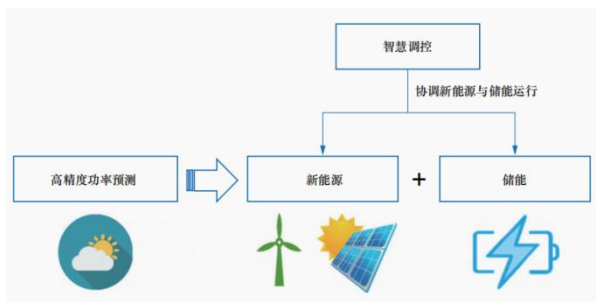 智慧调控
协调新能源与储能运行
高精度功率预测
新能源
+
储能